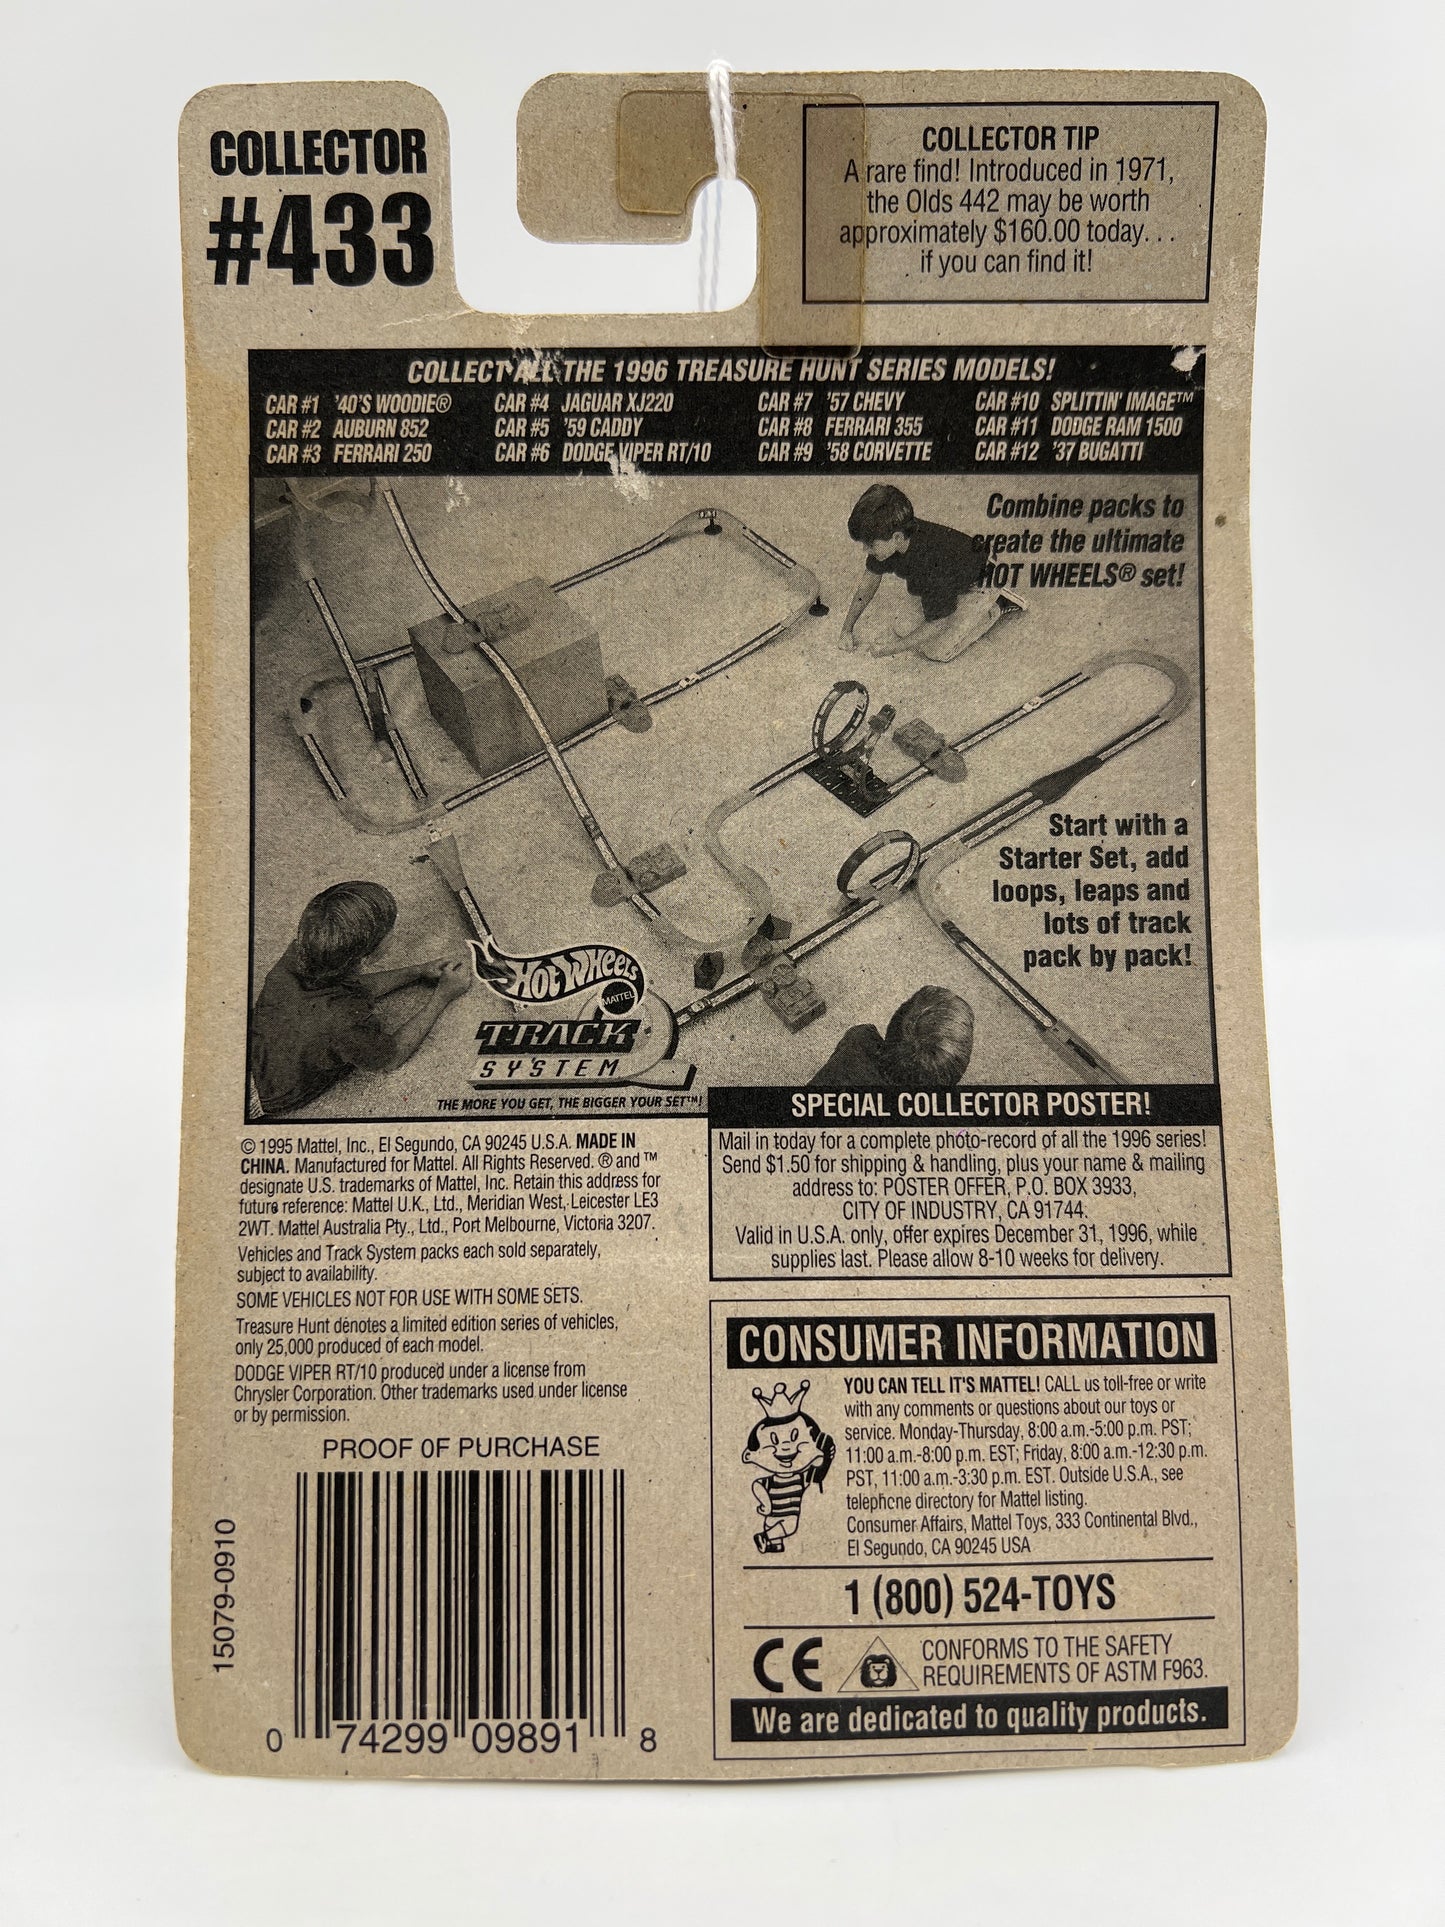 COLLECTOR
#433
COLLECTOR TIP
A rare find! Introduced in 1971,
the Olds 442 may be worth
approximately $160.00 today. . .
if you can find it!
COLLECT ALL THE 1996 TREASURE HUNT SERIES MODELS!
CAR #1 '40'S WOODIE® CAR #4 JAGUAR XJ220 CAR #7 '57 CHEVY CAR #10 SPLITTIN' IMAGE™
CAR #2 AUBURN 852 CAR #5 '59 CADDY CAR #8 FERRARI 355 CAR #11 DODGE RAM 1500
CAR #3 FERRARI 250 CAR #6 DODGE VIPER RT/10 CAR #9 '58 CORVETTE CAR #12 '37 BUGATTI
Combine packs to
create the ultimate
HOT WHEELS® set!
Start with a
Starter Set, add
loops, leaps and
lots of track
pack by pack!
Hot Wheels
MATTEL
TRACK
SYSTEM
THE MORE YOU GET, THE BIGGER YOUR SET™!
© 1995 Mattel, Inc., El Segundo, CA 90245 U.S.A. MADE IN
CHINA. Manufactured for Mattel. All Rights Reserved. ® and ™
designate U.S. trademarks of Mattel, Inc. Retain this address for
future reference: Mattel U.K., Ltd., Meridian West, Leicester LE3
2WT. Mattel Australia Pty., Ltd., Port Melbourne, Victoria 3207.
Vehicles and Track System packs each sold separately,
subject to availability.
SOME VEHICLES NOT FOR USE WITH SOME SETS.
Treasure Hunt denotes a limited edition series of vehicles,
only 25,000 produced of each model.
DODGE VIPER RT/10 produced under a license from
Chrysler Corporation. Other trademarks used under license
or by permission.
PROOF OF PURCHASE
15079-0910
0 74299 09891 8
SPECIAL COLLECTOR POSTER!
Mail in today for a complete photo-record of all the 1996 series!
Send $1.50 for shipping & handling, plus your name & mailing
address to: POSTER OFFER, P.O. BOX 3933,
CITY OF INDUSTRY, CA 91744.
Valid in U.S.A. only, offer expires December 31, 1996, while
supplies last. Please allow 8-10 weeks for delivery.
CONSUMER INFORMATION
YOU CAN TELL IT'S MATTEL! CALL us toll-free or write
with any comments or questions about our toys or
service. Monday-Thursday, 8:00 a.m.-5:00 p.m. PST;
11:00 a.m.-8:00 p.m. EST; Friday, 8:00 a.m.-12:30 p.m.
PST, 11:00 a.m.-3:30 p.m. EST. Outside U.S.A., see
telephone directory for Mattel listing.
Consumer Affairs, Mattel Toys, 333 Continental Blvd.,
El Segundo, CA 90245 USA
1 (800) 524-TOYS
CE
CONFORMS TO THE SAFETY
REQUIREMENTS OF ASTM F963.
We are dedicated to quality products.